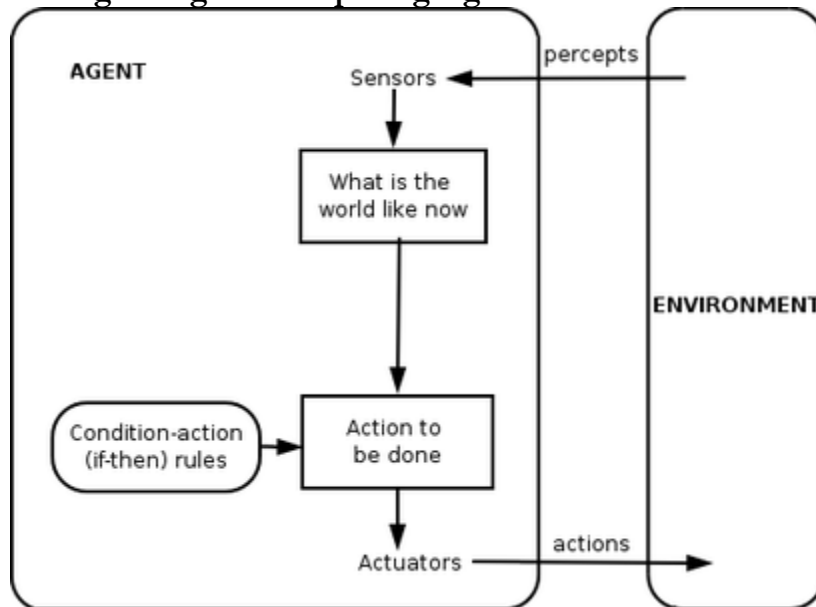 AGENT
Sensors
percepts
What is the
world like now
ENVIRONMENT
Condition-action
(if-then) rules
Action to
be done
Actuators
actions